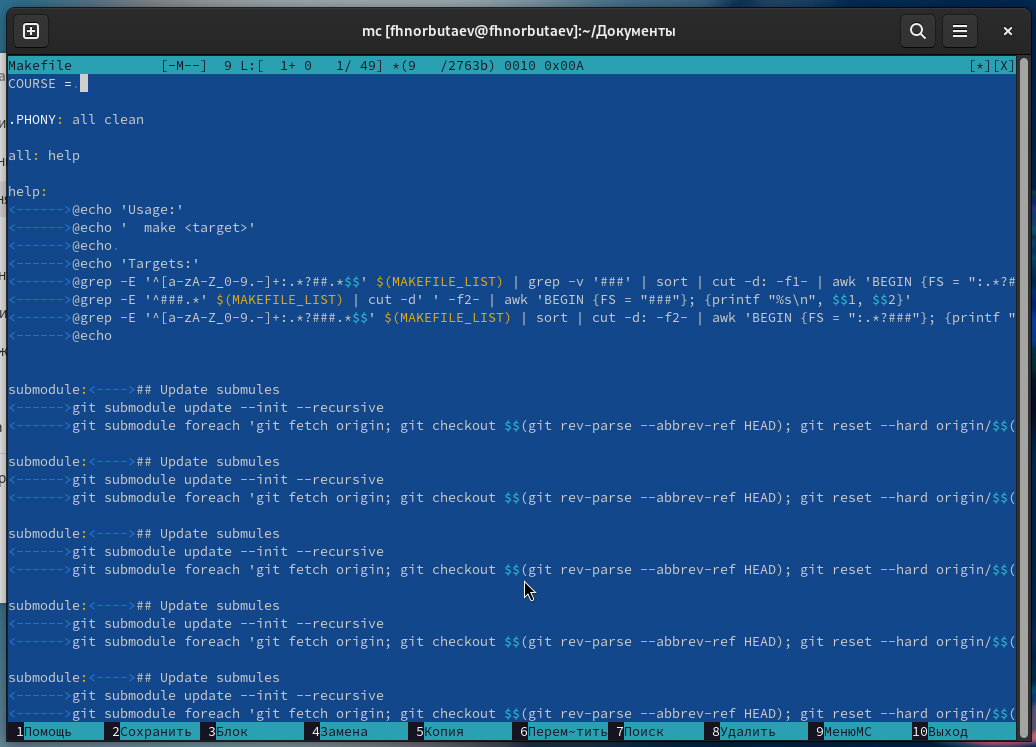 mc [fhnorbutaev@fhnorbutaev]:~/Документы
Makefile [-M--] 9 L:[ 1+ 0 1/ 49] *(9 /2763b) 0010 0x00A [*][X]
COURSE =.
.PHONY: all clean
all: help
help:
<------>@echo 'Usage:'
<------>@echo '  make <target>'
<------>@echo.
<------>@echo 'Targets:'
<------>@grep -E '^[a-zA-Z_0-9.-]+:.*?##.*$$' $(MAKEFILE_LIST) | grep -v '###' | sort | cut -d: -f1- | awk 'BEGIN {FS = ":.*?#
<------>@grep -E '^###.*' $(MAKEFILE_LIST) | cut -d' ' -f2- | awk 'BEGIN {FS = "###"}; {printf "%s\n", $$1, $$2}'
<------>@grep -E '^[a-zA-Z_0-9.-]+:.*?###.*$$' $(MAKEFILE_LIST) | sort | cut -d: -f2- | awk 'BEGIN {FS = ":.*?###"}; {printf "
<------>@echo
submodule:<---->## Update submules
<------>git submodule update --init --recursive
<------>git submodule foreach 'git fetch origin; git checkout $$(git rev-parse --abbrev-ref HEAD); git reset --hard origin/$$(
submodule:<---->## Update submules
<------>git submodule update --init --recursive
<------>git submodule foreach 'git fetch origin; git checkout $$(git rev-parse --abbrev-ref HEAD); git reset --hard origin/$$(
submodule:<---->## Update submules
<------>git submodule update --init --recursive
<------>git submodule foreach 'git fetch origin; git checkout $$(git rev-parse --abbrev-ref HEAD); git reset --hard origin/$$(
submodule:<---->## Update submules
<------>git submodule update --init --recursive
<------>git submodule foreach 'git fetch origin; git checkout $$(git rev-parse --abbrev-ref HEAD); git reset --hard origin/$$(
submodule:<---->## Update submules
<------>git submodule update --init --recursive
<------>git submodule foreach 'git fetch origin; git checkout $$(git rev-parse --abbrev-ref HEAD); git reset --hard origin/$$(
1Помощь 2Сохранить 3Блок 4Замена 5Копия 6Перем~тить 7Поиск 8Удалить 9МенюМС 10Выход